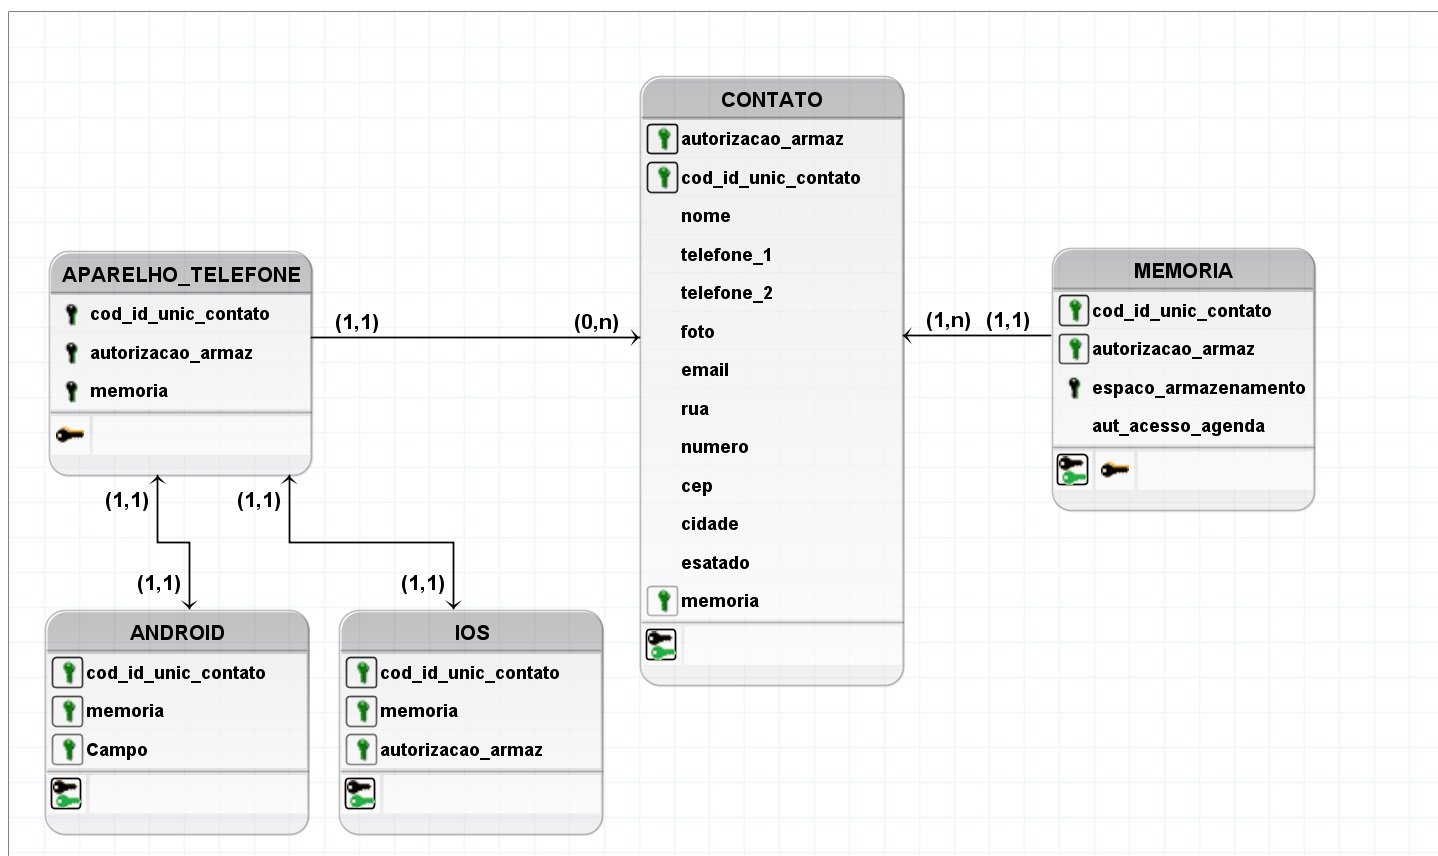 CONTATO
autorizacao_armaz
cod_id_unic_contato
nome
telefone_1
telefone_2
foto
email
rua
numero
cep
cidade
esatado
memoria
APARELHO_TELEFONE
cod_id_unic_contato
autorizacao_armaz
memoria
(1,1)
(0,n)
(1,n)
(1,1)
MEMORIA
cod_id_unic_contato
autorizacao_armaz
espaco_armazenamento
aut_acesso_agenda
(1,1)
(1,1)
(1,1)
(1,1)
ANDROID
cod_id_unic_contato
memoria
Campo
IOS
cod_id_unic_contato
memoria
autorizacao_armaz